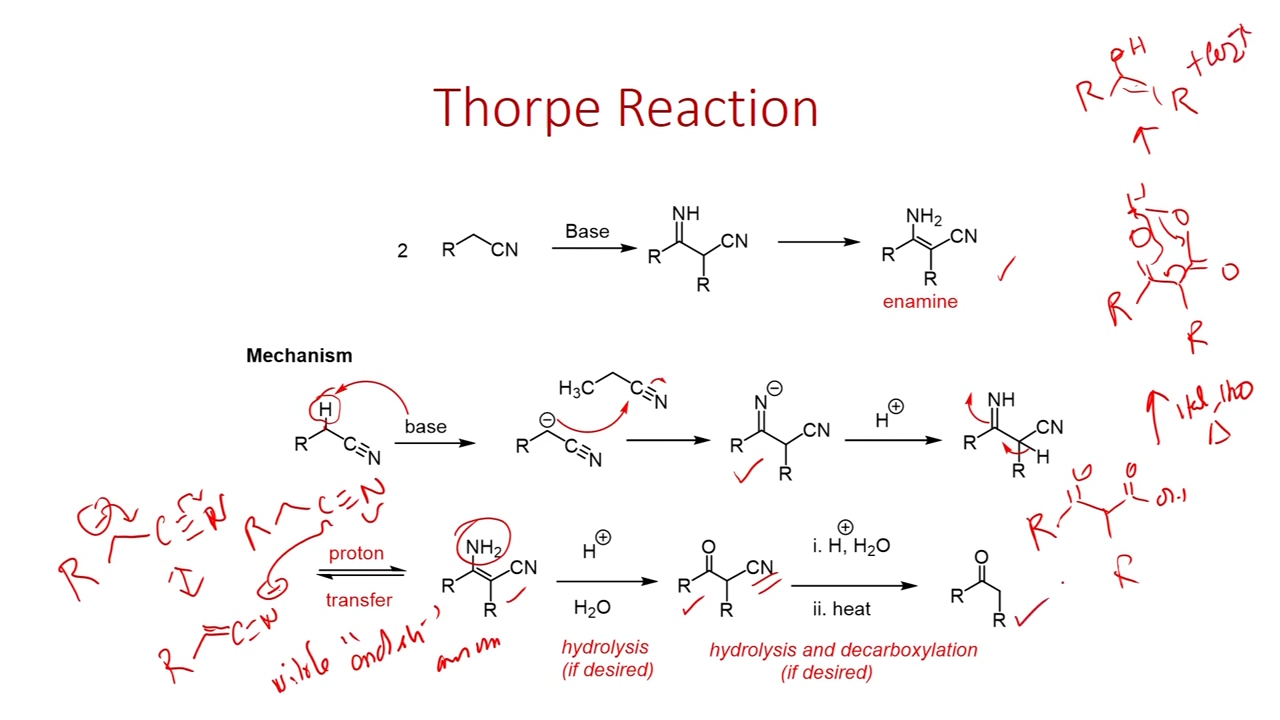 Thorpe Reaction
2 R CN
Base
NH R CN R
NH2 R CN R
enamine
Mechanism
H R C≡N
base
H3C C≡N
⊖ R C≡N
N⊖ R CN R
H⊕
NH R CN H R
proton
transfer
NH2 R CN R
H⊕
H2O
hydrolysis
(if desired)
O R CN R
i. H⊕, H2O
ii. heat
hydrolysis and decarboxylation
(if desired)
O R R
R C≡N
R C≡N
R C=N
OH
R R
H O
O
O
R
R
Δ
O O
R
R